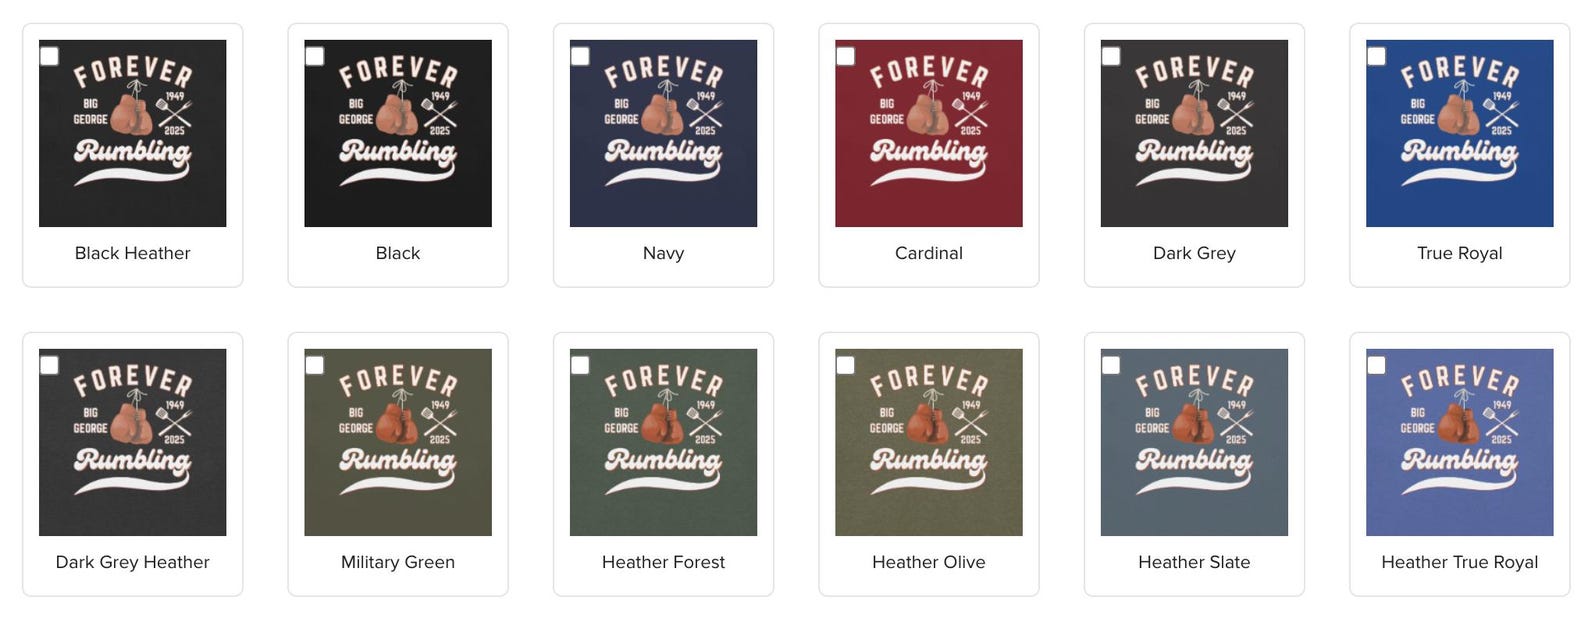 FOREVER
BIG GEORGE
1949
2025
Rumbling
Black Heather
FOREVER
BIG GEORGE
1949
2025
Rumbling
Black
FOREVER
BIG GEORGE
1949
2025
Rumbling
Navy
FOREVER
BIG GEORGE
1949
2025
Rumbling
Cardinal
FOREVER
BIG GEORGE
1949
2025
Rumbling
Dark Grey
FOREVER
BIG GEORGE
1949
2025
Rumbling
True Royal
FOREVER
BIG GEORGE
1949
2025
Rumbling
Dark Grey Heather
FOREVER
BIG GEORGE
1949
2025
Rumbling
Military Green
FOREVER
BIG GEORGE
1949
2025
Rumbling
Heather Forest
FOREVER
BIG GEORGE
1949
2025
Rumbling
Heather Olive
FOREVER
BIG GEORGE
1949
2025
Rumbling
Heather Slate
FOREVER
BIG GEORGE
1949
2025
Rumbling
Heather True Royal